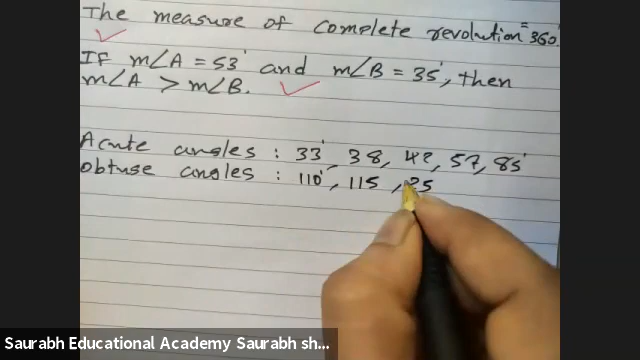 The measure of complete revolution = 360°
If m∠A = 53° and m∠B = 35°, then
m∠A > m∠B.
Acute angles : 33°, 38, 42, 57, 85°
Obtuse angles : 110°, 115,
Saurabh Educational Academy Saurabh sh...